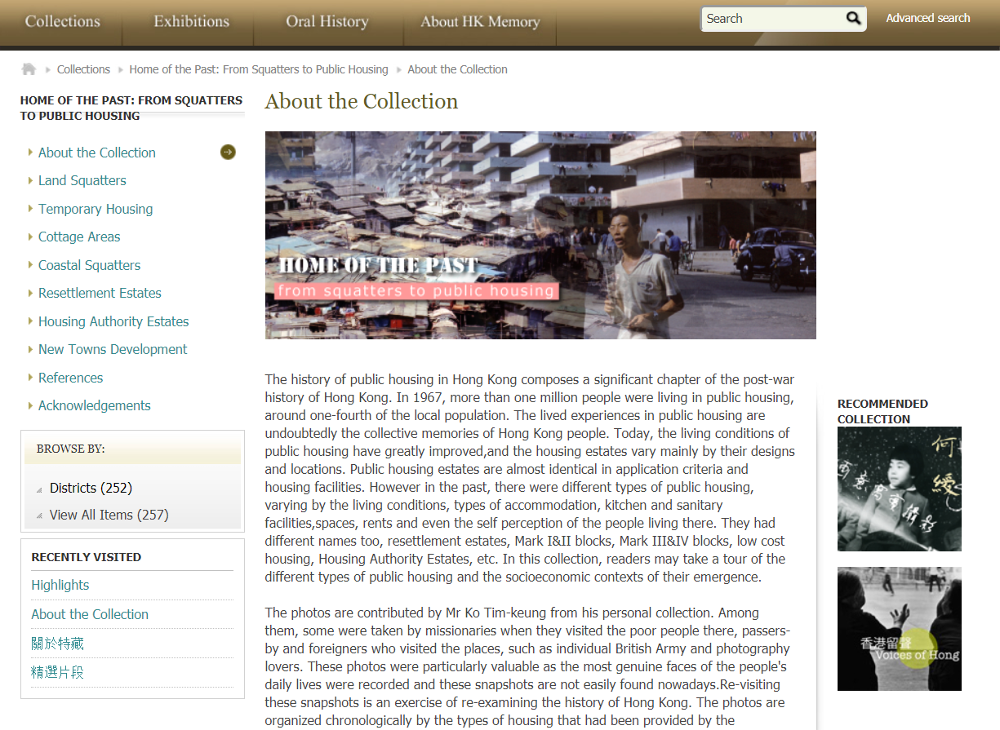 Collections
Exhibitions
Oral History
About HK Memory
Search
Advanced search
Collections
Home of the Past: From Squatters to Public Housing
About the Collection
HOME OF THE PAST: FROM SQUATTERS
TO PUBLIC HOUSING
About the Collection
Land Squatters
Temporary Housing
Cottage Areas
Coastal Squatters
Resettlement Estates
Housing Authority Estates
New Towns Development
References
Acknowledgements
BROWSE BY:
Districts (252)
View All Items (257)
RECENTLY VISITED
Highlights
About the Collection
關於特藏
精選片段
About the Collection
HOME OF THE PAST
from squatters to public housing
The history of public housing in Hong Kong composes a significant chapter of the post-war
history of Hong Kong. In 1967, more than one million people were living in public housing,
around one-fourth of the local population. The lived experiences in public housing are
undoubtedly the collective memories of Hong Kong people. Today, the living conditions of
public housing have greatly improved,and the housing estates vary mainly by their designs
and locations. Public housing estates are almost identical in application criteria and
housing facilities. However in the past, there were different types of public housing,
varying by the living conditions, types of accommodation, kitchen and sanitary
facilities,spaces, rents and even the self perception of the people living there. They had
different names too, resettlement estates, Mark I&II blocks, Mark III&IV blocks, low cost
housing, Housing Authority Estates, etc. In this collection, readers may take a tour of the
different types of public housing and the socioeconomic contexts of their emergence.
The photos are contributed by Mr Ko Tim-keung from his personal collection. Among
them, some were taken by missionaries when they visited the poor people there, passers-
by and foreigners who visited the places, such as individual British Army and photography
lovers. These photos were particularly valuable as the most genuine faces of the people's
daily lives were recorded and these snapshots are not easily found nowadays.Re-visiting
these snapshots is an exercise of re-examining the history of Hong Kong. The photos are
organized chronologically by the types of housing that had been provided by the
RECOMMENDED
COLLECTION
何
綬
香港留聲
Voices of Hong